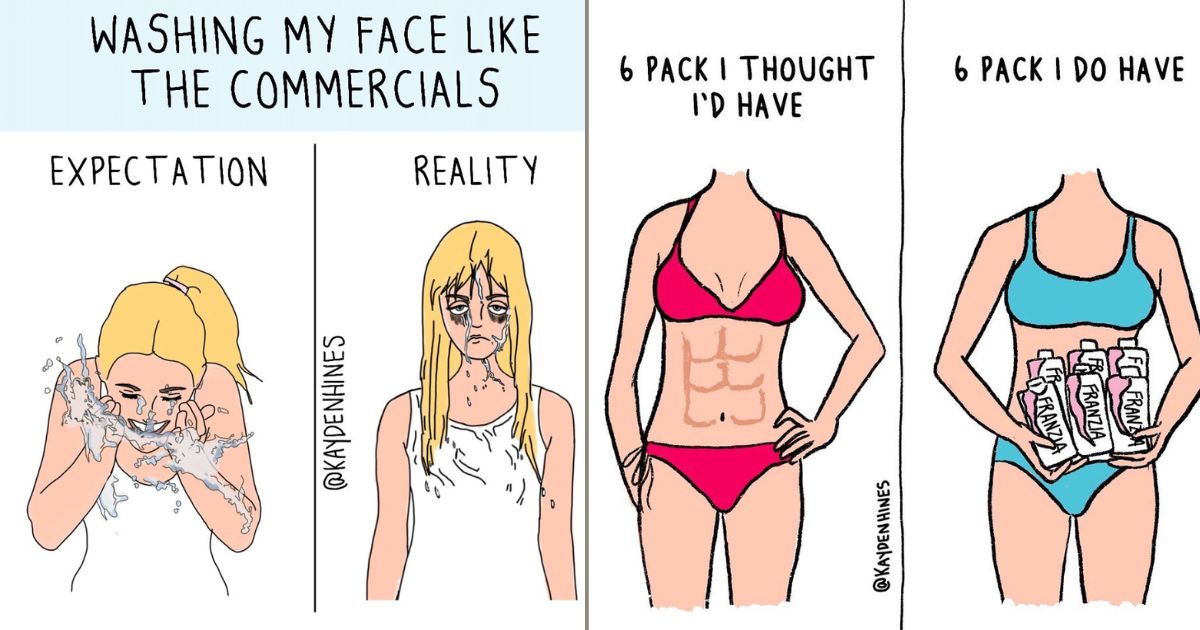 WASHING MY FACE LIKE
THE COMMERCIALS
EXPECTATION
REALITY
@KAYDENHINES
6 PACK I THOUGHT
I'D HAVE
6 PACK I DO HAVE
@KAYDENHINES
FRANZIA
FRANZIA
FRANZIA